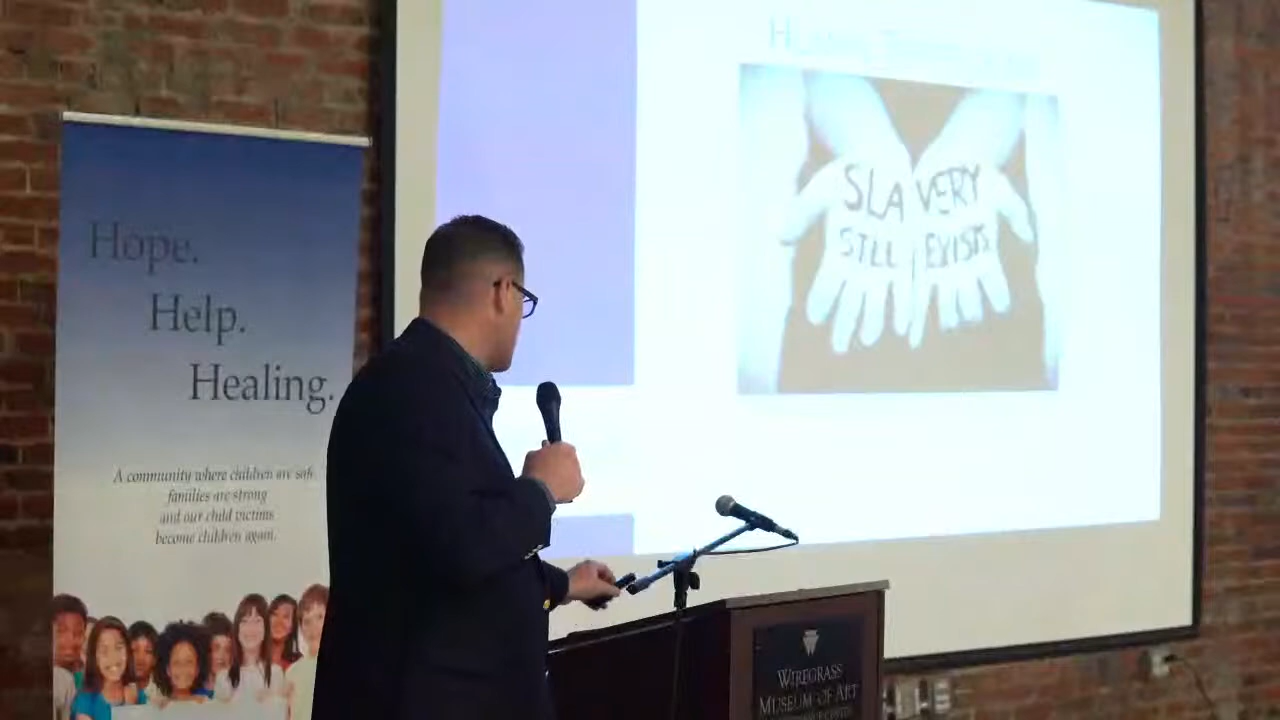 Hope.
Help.
Healing.
A community where children are safe,
families are strong
and our child victims
become children again.
SLAVERY
STILL EXISTS
WIREGRASS
MUSEUM OF ART